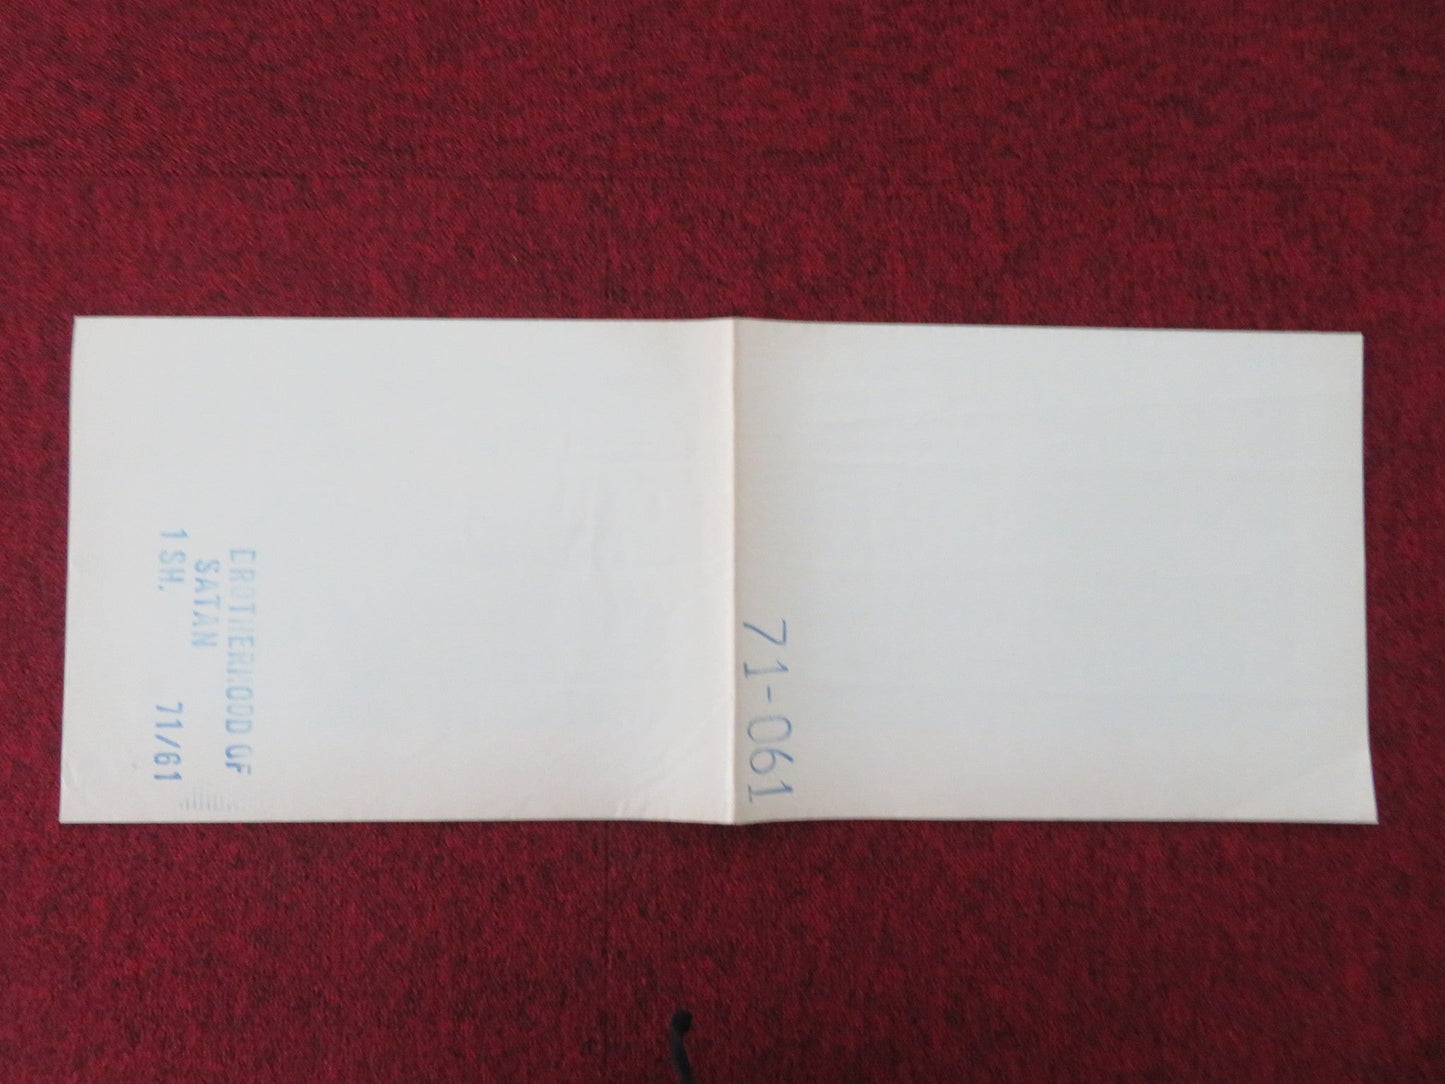 BROTHERHOOD OF
SATAN
1 SH. 71/61
71-061